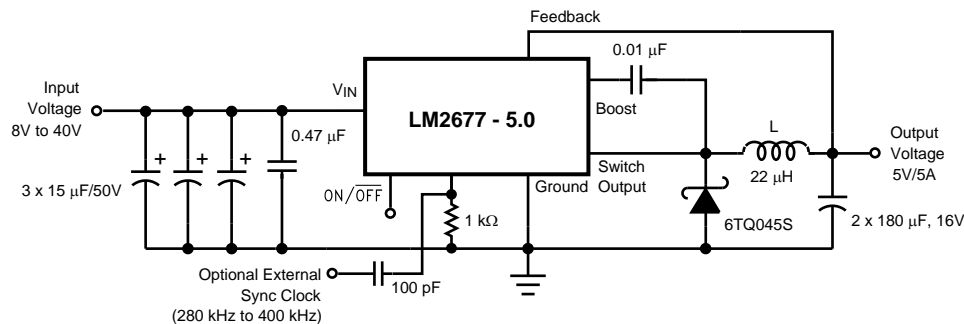 Feedback
0.01 μF
Input
Voltage
8V to 40V
VIN
LM2677 - 5.0
Boost
0.47 μF
L
Output
Voltage
5V/5A
Switch
Output
Ground
22 μH
3 x 15 μF/50V
ON/O̅F̅F̅
1 kΩ
6TQ045S
2 x 180 μF, 16V
Optional External
Sync Clock
(280 kHz to 400 kHz)
100 pF
+
+
+